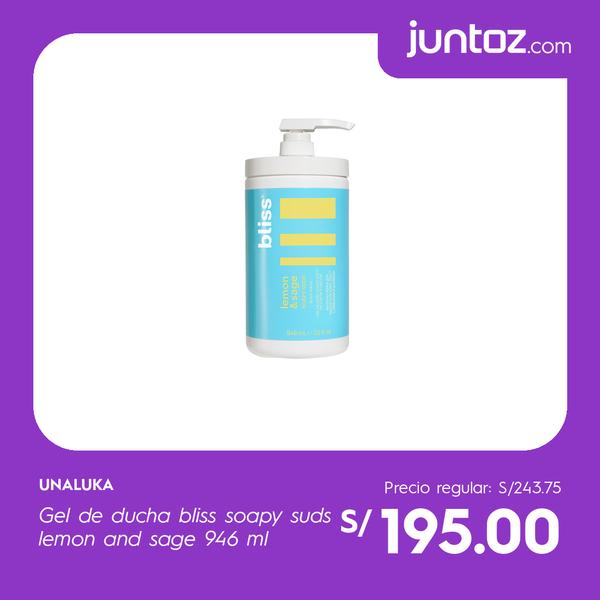 juntoz.com
bliss
lemon
& sage
UNALUKA
Precio regular: S/243.75
Gel de ducha bliss soapy suds
lemon and sage 946 ml
S/195.00